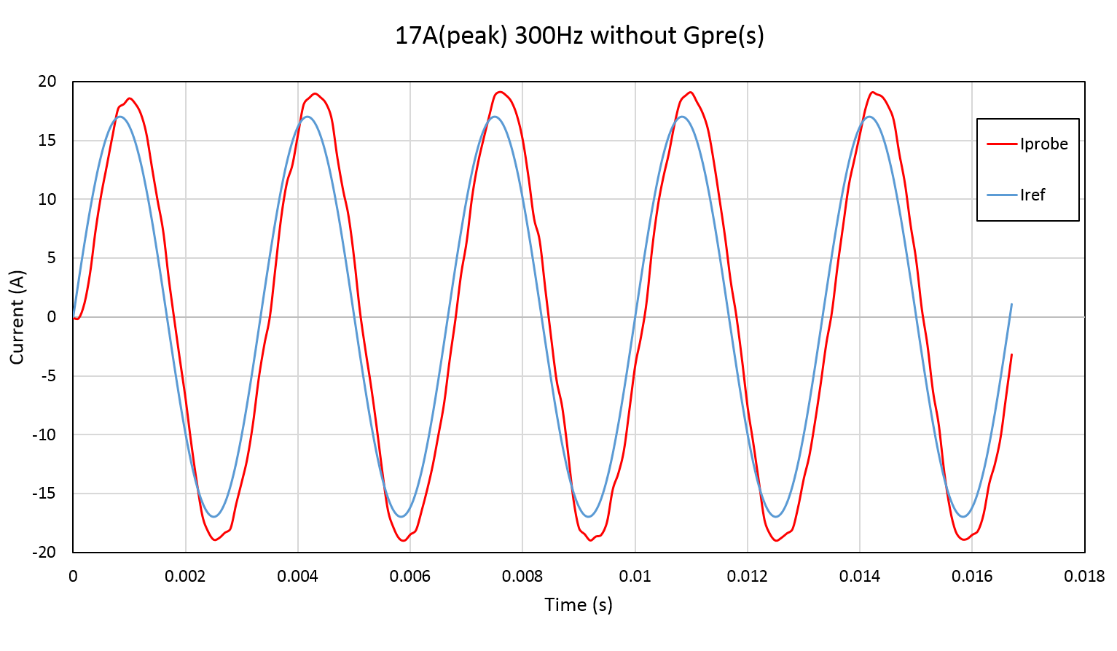 17A(peak) 300Hz without Gpre(s)
20
15
10
5
0
-5
-10
-15
-20
Current (A)
Iprobe
Iref
0 0.002 0.004 0.006 0.008 0.01 0.012 0.014 0.016 0.018
Time (s)